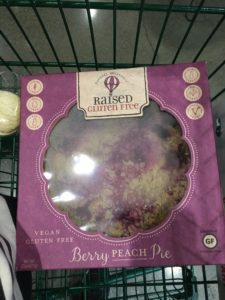 RAISED
GLUTEN FREE
VEGAN
GLUTEN FREE
Berry PEACH Pie
GF